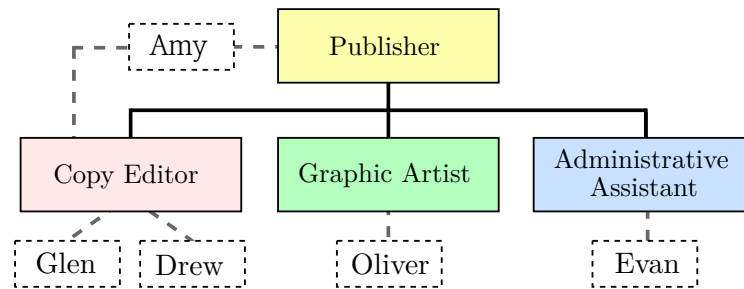 Amy
Publisher
Copy Editor
Graphic Artist
Administrative
Assistant
Glen
Drew
Oliver
Evan